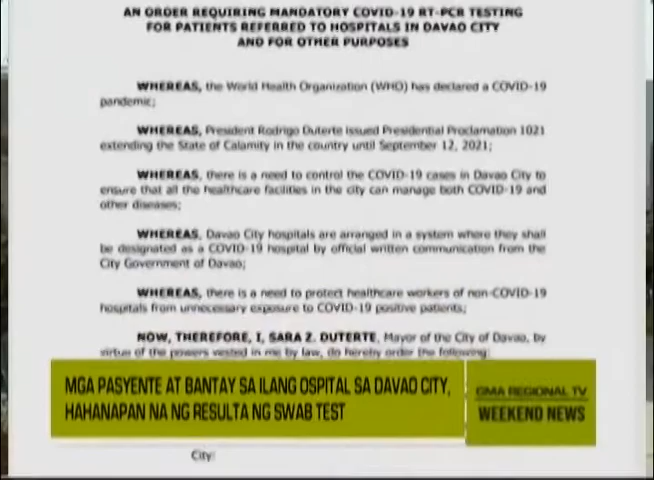 AN ORDER REQUIRING MANDATORY COVID-19 RT-PCR TESTING
FOR PATIENTS REFERRED TO HOSPITALS IN DAVAO CITY
AND FOR OTHER PURPOSES
WHEREAS, the World Health Organization (WHO) has declared a COVID-19
pandemic;
WHEREAS, President Rodrigo Duterte issued Presidential Proclamation 1021
extending the State of Calamity in the country until September 12, 2021;
WHEREAS, there is a need to control the COVID-19 cases in Davao City to
ensure that all the healthcare facilities in the city can manage both COVID-19 and
other diseases;
WHEREAS, Davao City hospitals are arranged in a system where they shall
be designated as a COVID-19 hospital by official written communication from the
City Government of Davao;
WHEREAS, there is a need to protect healthcare workers of non-COVID-19
hospitals from unnecessary exposure to COVID-19 positive patients;
NOW, THEREFORE, I, SARA Z. DUTERTE, Mayor of the City of Davao, by
virtue of the powers vested in me by law, do hereby order the following:
MGA PASYENTE AT BANTAY SA ILANG OSPITAL SA DAVAO CITY,
HAHANAPAN NA NG RESULTA NG SWAB TEST
GMA REGIONAL TV
WEEKEND NEWS
City: